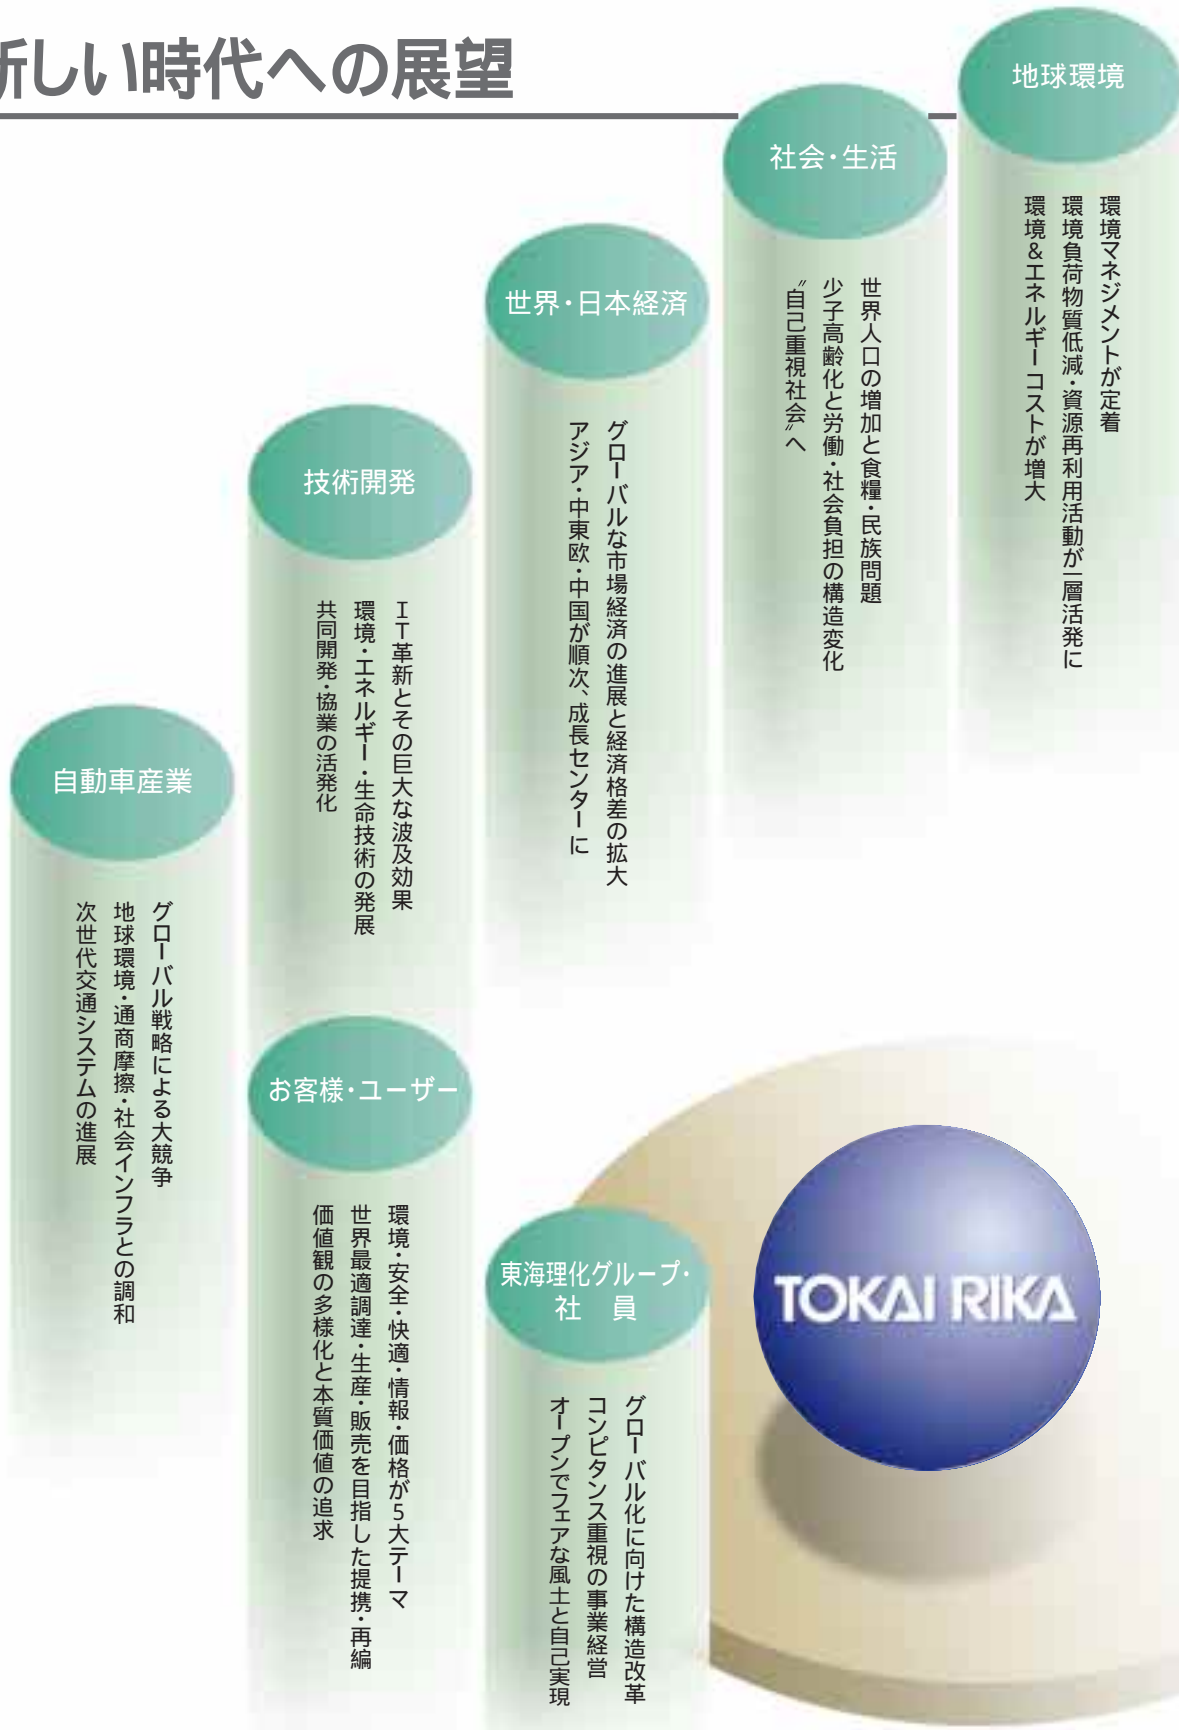 新しい時代への展望
地球環境
環境マネジメントが定着
環境負荷物質低減・資源再利用活動が一層活発に
環境&エネルギーコストが増大
社会・生活
世界人口の増加と食糧・民族問題
少子高齢化と労働・社会負担の構造変化
〝自己重視社会〟へ
世界・日本経済
グローバルな市場経済の進展と経済格差の拡大
アジア・中東欧・中国が順次、成長センターに
技術開発
IT革新とその巨大な波及効果
環境・エネルギー・生命技術の発展
共同開発・協業の活発化
自動車産業
グローバル戦略による大競争
地球環境・通商摩擦・社会インフラとの調和
次世代交通システムの進展
お客様・ユーザー
環境・安全・快適・情報・価格が5大テーマ
世界最適調達・生産・販売を目指した提携・再編
価値観の多様化と本質価値の追求
東海理化グループ・
社 員
グローバル化に向けた構造改革
コンピタンス重視の事業経営
オープンでフェアな風土と自己実現
TOKAI RIKA